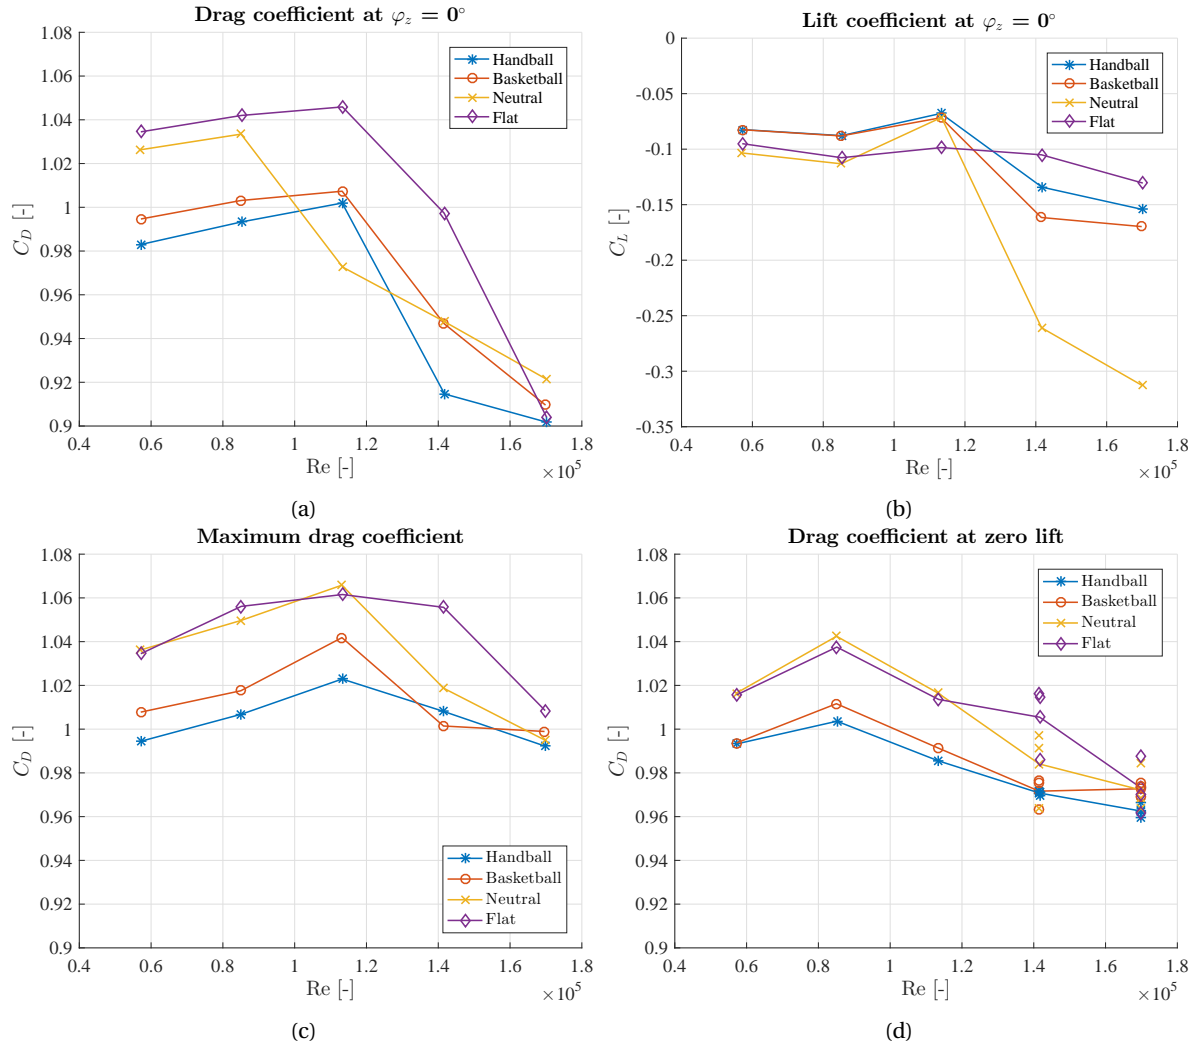 Drag coefficient at φz = 0°
1.08
1.06
1.04
1.02
1
0.98
0.96
0.94
0.92
0.9
CD [-]
Handball
Basketball
Neutral
Flat
0.4 0.6 0.8 1 1.2 1.4 1.6 1.8
Re [-]
×10^5
(a)
Lift coefficient at φz = 0°
0
-0.05
-0.1
-0.15
-0.2
-0.25
-0.3
-0.35
CL [-]
Handball
Basketball
Neutral
Flat
0.4 0.6 0.8 1 1.2 1.4 1.6 1.8
Re [-]
×10^5
(b)
Maximum drag coefficient
1.08
1.06
1.04
1.02
1
0.98
0.96
0.94
0.92
0.9
CD [-]
Handball
Basketball
Neutral
Flat
0.4 0.6 0.8 1 1.2 1.4 1.6 1.8
Re [-]
×10^5
(c)
Drag coefficient at zero lift
1.08
1.06
1.04
1.02
1
0.98
0.96
0.94
0.92
0.9
CD [-]
Handball
Basketball
Neutral
Flat
0.4 0.6 0.8 1 1.2 1.4 1.6 1.8
Re [-]
×10^5
(d)